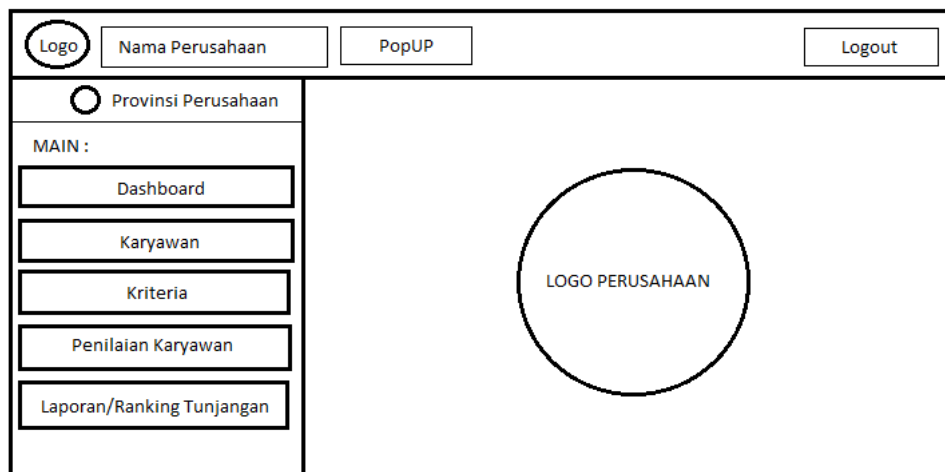 Logo
Nama Perusahaan
PopUP
Logout
Provinsi Perusahaan
MAIN :
Dashboard
Karyawan
Kriteria
Penilaian Karyawan
Laporan/Ranking Tunjangan
LOGO PERUSAHAAN